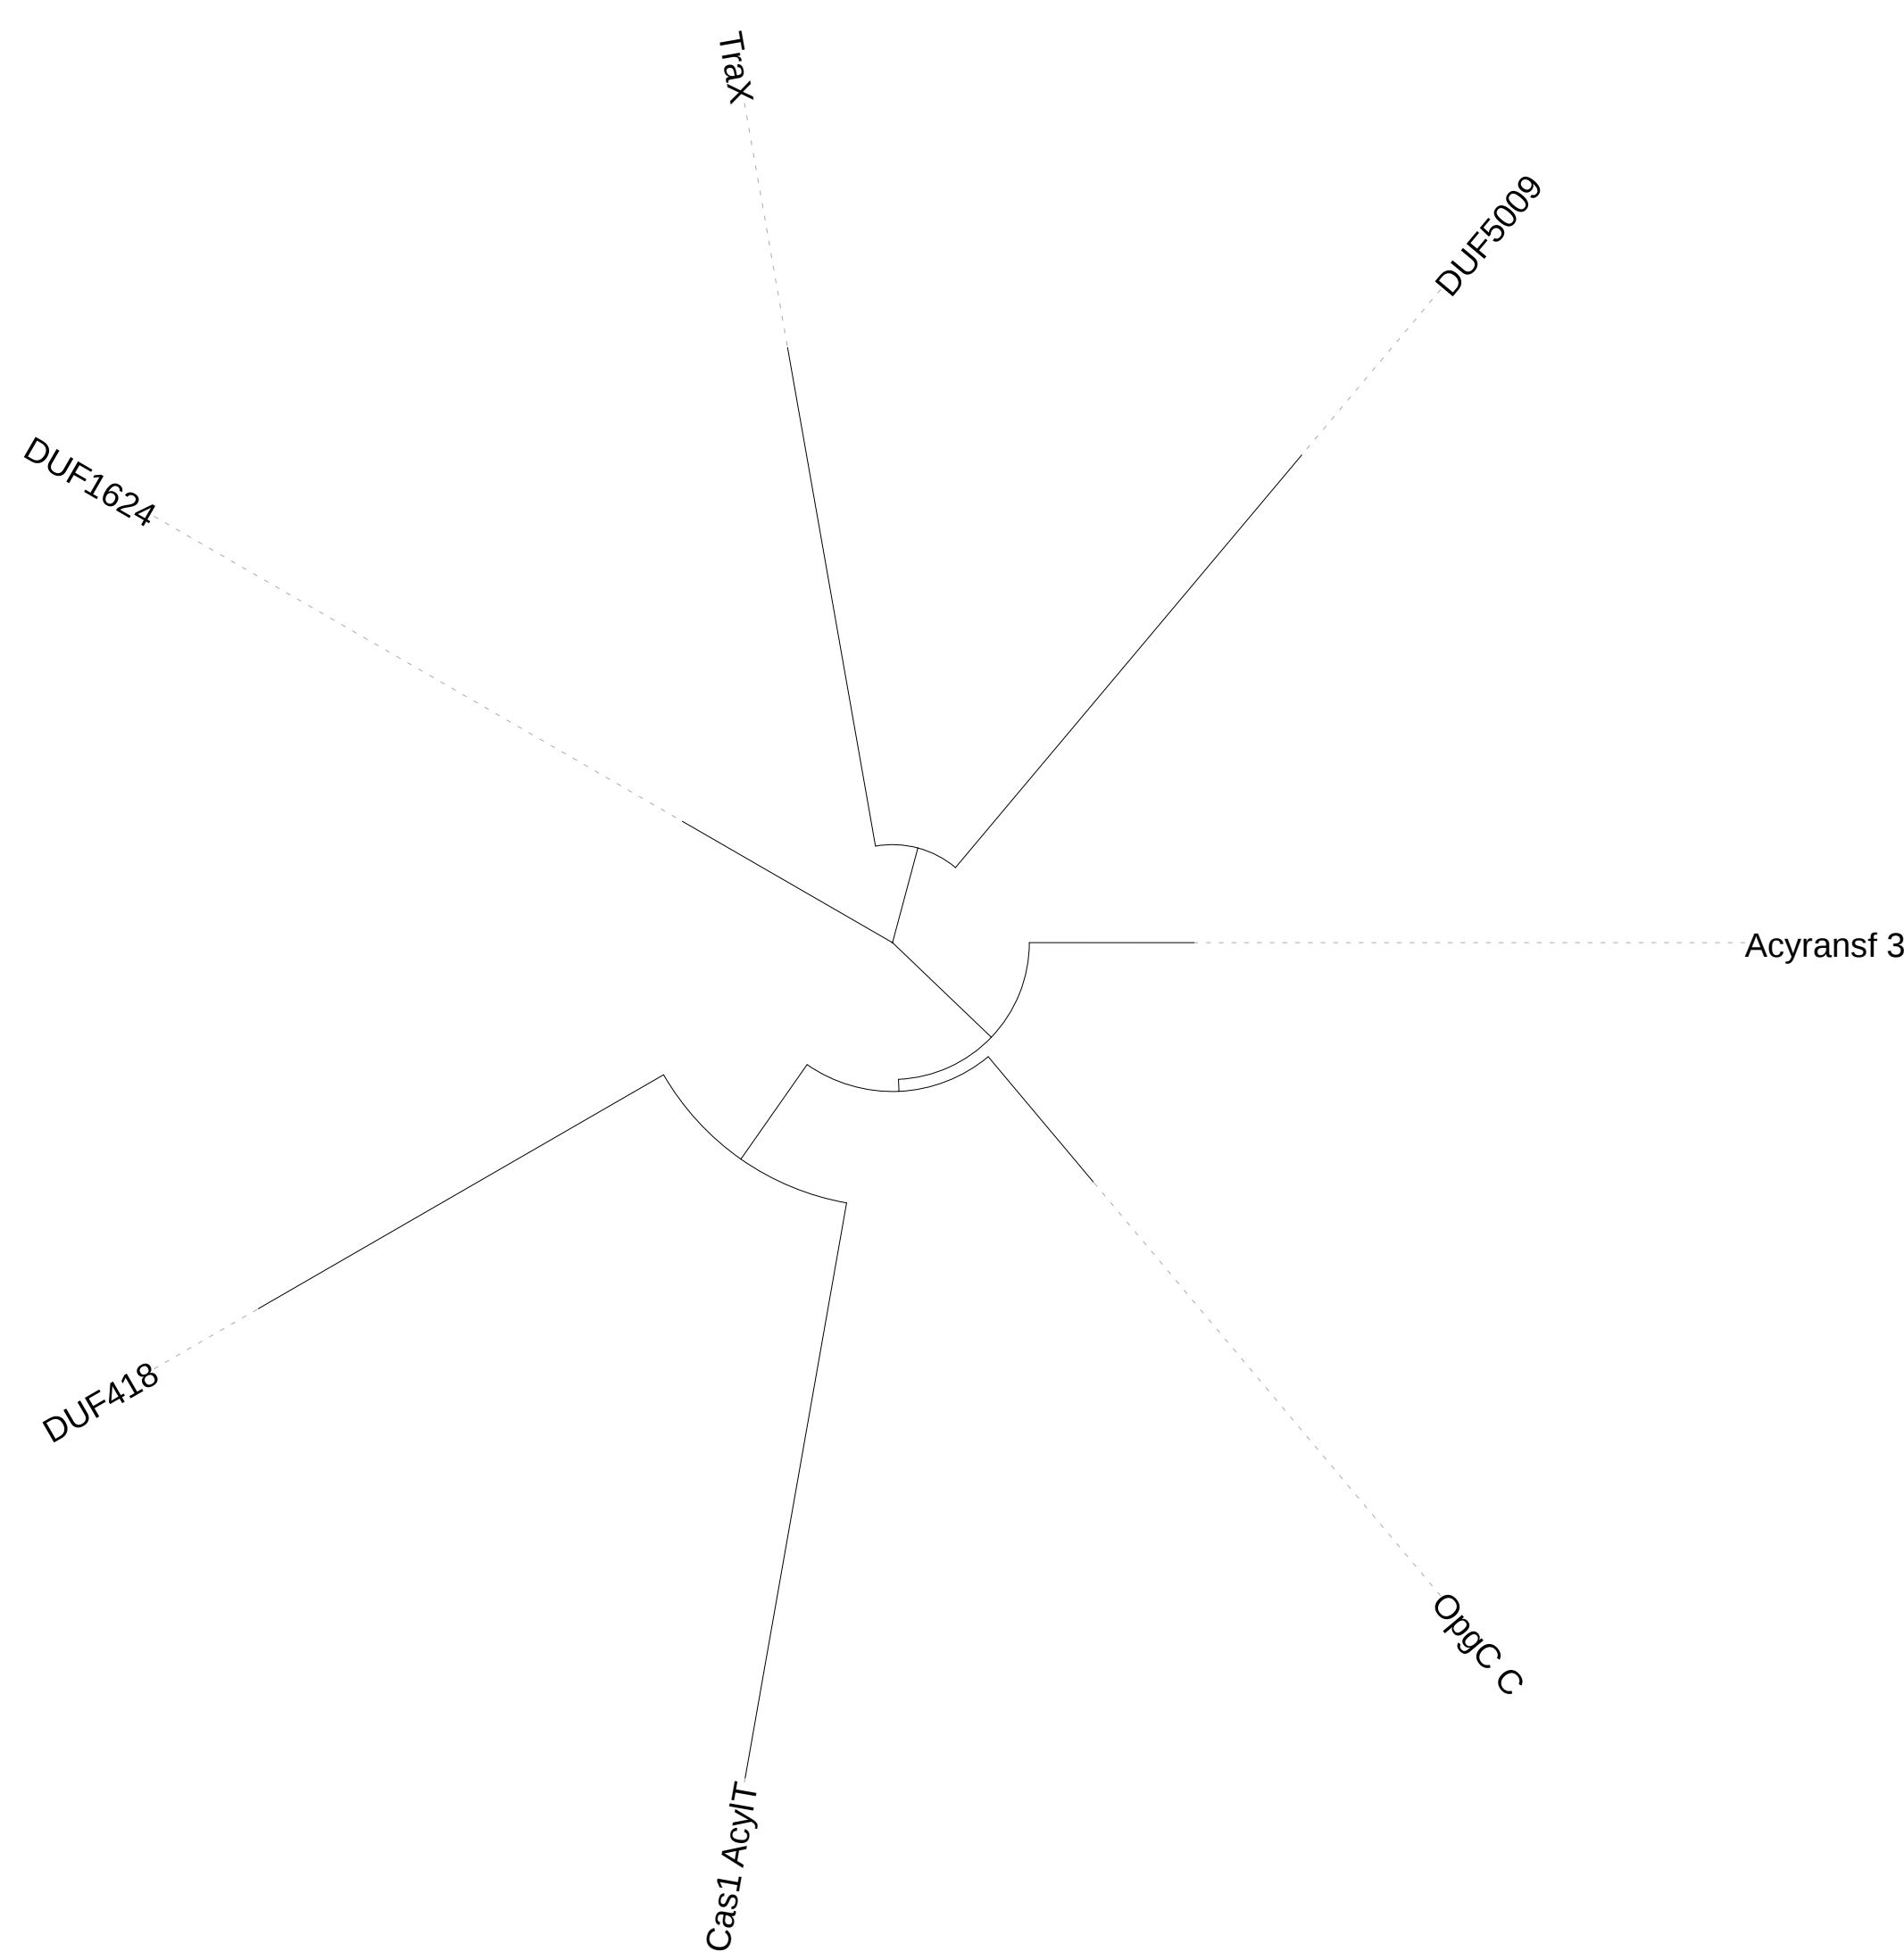 TraX
DUF5009
DUF1624
Acyransf 3
DUF418
OpgC C
Cas1 AcylT